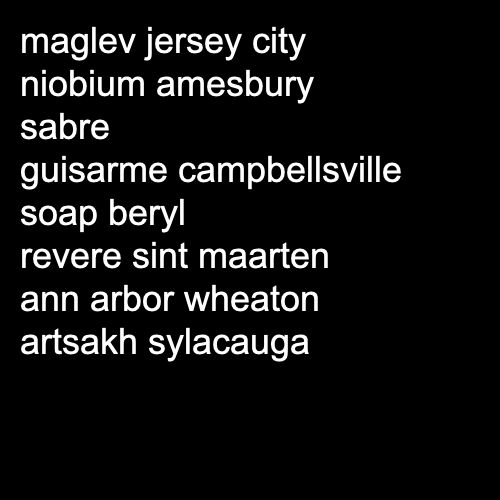 maglev jersey city
niobium amesbury
sabre
guisarme campbellsville
soap beryl
revere sint maarten
ann arbor wheaton
artsakh sylacauga